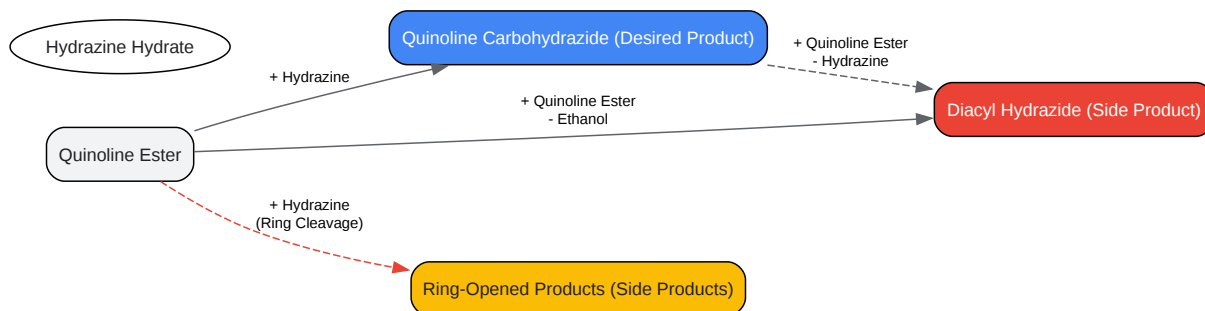 Hydrazine Hydrate
Quinoline Carbohydrazide (Desired Product)
+ Quinoline Ester
- Hydrazine
+ Hydrazine
+ Quinoline Ester
- Ethanol
Diacyl Hydrazide (Side Product)
Quinoline Ester
+ Hydrazine
(Ring Cleavage)
Ring-Opened Products (Side Products)